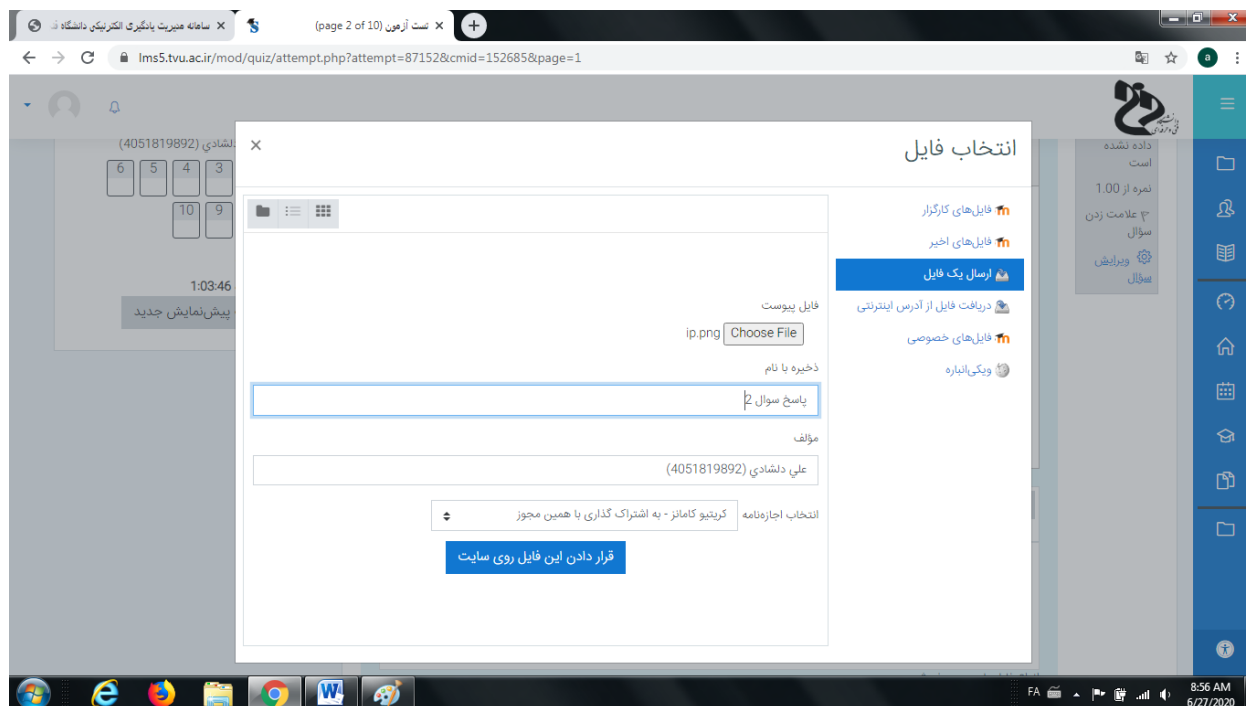 سامانه مدیریت یادگیری الکترنیکی دانشگاه ف
تست آزمون (page 2 of 10)
lms5.tvu.ac.ir/mod/quiz/attempt.php?attempt=87152&cmid=152685&page=1
a
دانشگاه
فنی و حرفه‌ای
داده نشده
است
نمره از 1.00
علامت زدن
سؤال
ویرایش
سؤال
دلشادي (4051819892)
3 4 5 6
9 10
1:03:46
پیش‌نمایش جدید
انتخاب فایل
فایل‌های کارگزار
فایل‌های اخیر
ارسال یک فایل
دریافت فایل از آدرس اینترنتی
فایل‌های خصوصی
ویکی‌انباره
فایل پیوست
Choose File ip.png
ذخیره با نام
پاسخ سوال 2
مؤلف
علي دلشادي (4051819892)
انتخاب اجازه‌نامه
کریتیو کامانز - به اشتراک گذاری با همین مجوز
قرار دادن این فایل روی سایت
FA
8:56 AM
6/27/2020